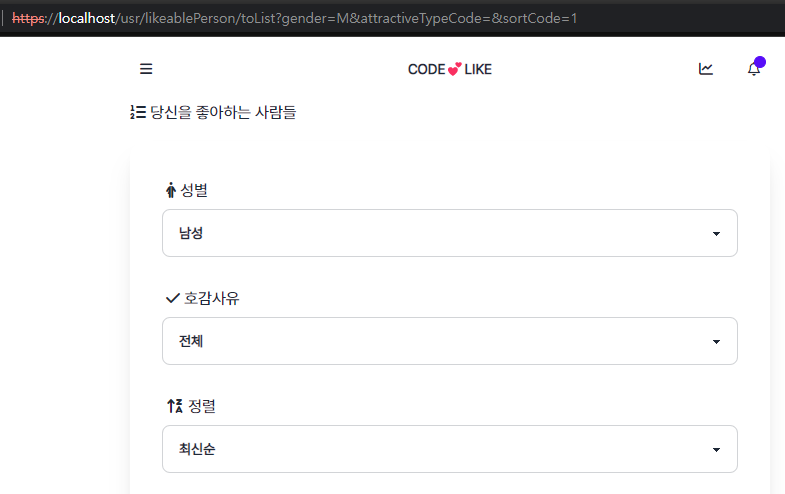 https://localhost/usr/likeablePerson/toList?gender=M&attractiveTypeCode=&sortCode=1
CODE💕LIKE
당신을 좋아하는 사람들
성별
남성
호감사유
전체
정렬
최신순